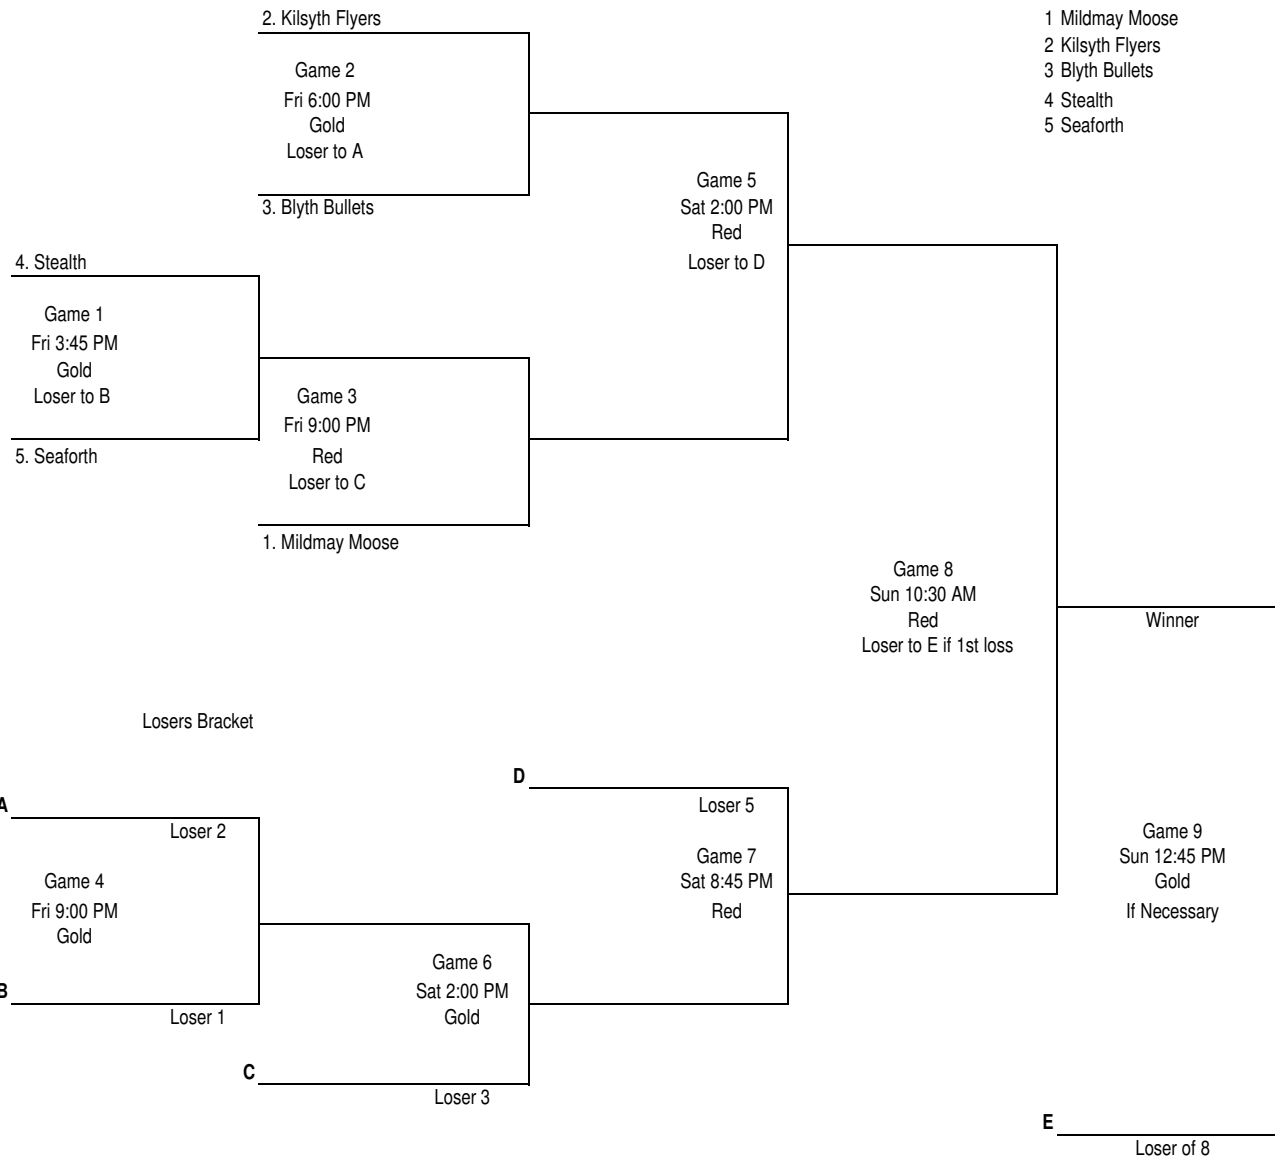 2. Kilsyth Flyers
Game 2
Fri 6:00 PM
Gold
Loser to A
3. Blyth Bullets
1 Mildmay Moose
2 Kilsyth Flyers
3 Blyth Bullets
4 Stealth
5 Seaforth
Game 5
Sat 2:00 PM
Red
Loser to D
4. Stealth
Game 1
Fri 3:45 PM
Gold
Loser to B
5. Seaforth
Game 3
Fri 9:00 PM
Red
Loser to C
1. Mildmay Moose
Game 8
Sun 10:30 AM
Red
Loser to E if 1st loss
Winner
Losers Bracket
A
Loser 2
Game 4
Fri 9:00 PM
Gold
B
Loser 1
D
Loser 5
Game 7
Sat 8:45 PM
Red
Game 6
Sat 2:00 PM
Gold
C
Loser 3
Game 9
Sun 12:45 PM
Gold
If Necessary
E
Loser of 8